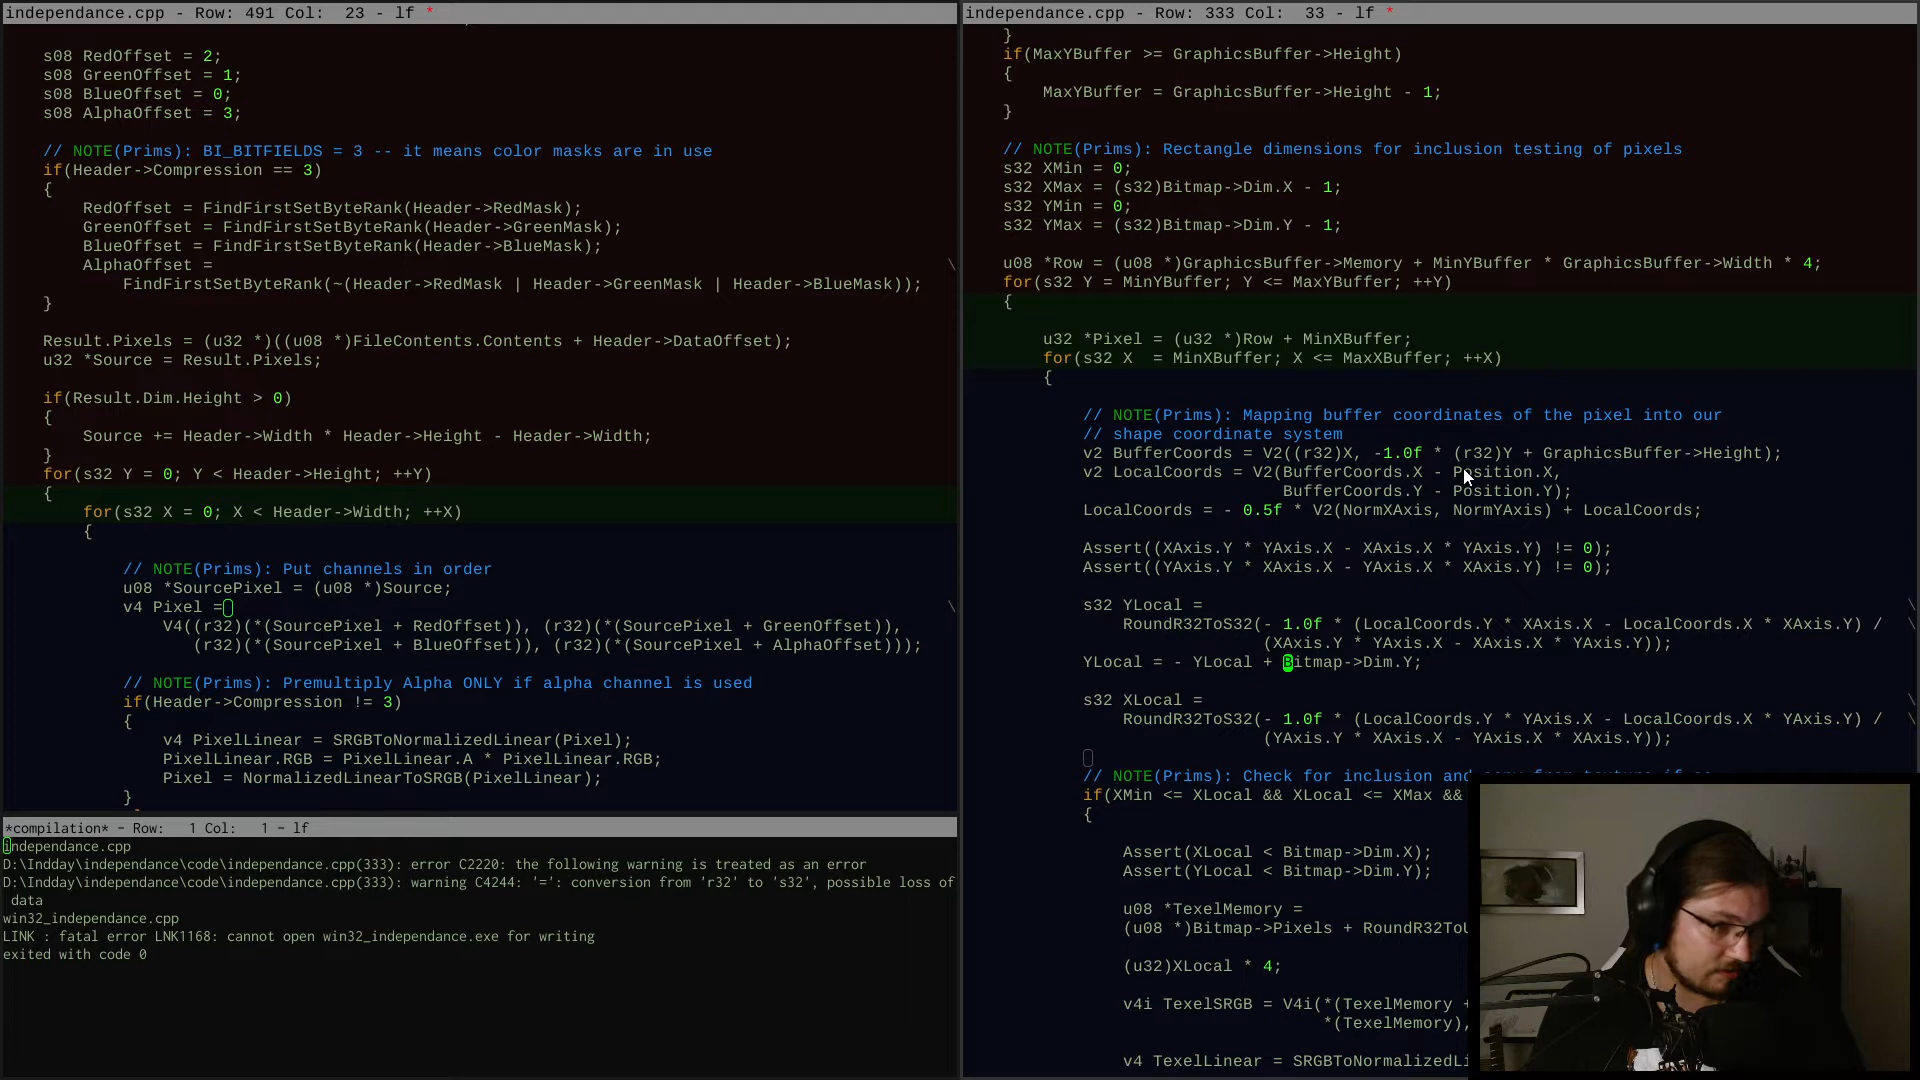 independance.cpp - Row: 491 Col:  23 - lf *
s08 RedOffset = 2;
s08 GreenOffset = 1;
s08 BlueOffset = 0;
s08 AlphaOffset = 3;
// NOTE(Prims): BI_BITFIELDS = 3 -- it means color masks are in use
if(Header->Compression == 3)
{
RedOffset = FindFirstSetByteRank(Header->RedMask);
GreenOffset = FindFirstSetByteRank(Header->GreenMask);
BlueOffset = FindFirstSetByteRank(Header->BlueMask);
AlphaOffset = \
FindFirstSetByteRank(~(Header->RedMask | Header->GreenMask | Header->BlueMask));
}
Result.Pixels = (u32 *)((u08 *)FileContents.Contents + Header->DataOffset);
u32 *Source = Result.Pixels;
if(Result.Dim.Height > 0)
{
Source += Header->Width * Header->Height - Header->Width;
}
for(s32 Y = 0; Y < Header->Height; ++Y)
{
for(s32 X = 0; X < Header->Width; ++X)
{
// NOTE(Prims): Put channels in order
u08 *SourcePixel = (u08 *)Source;
v4 Pixel = \
V4((r32)(*(SourcePixel + RedOffset)), (r32)(*(SourcePixel + GreenOffset)),
(r32)(*(SourcePixel + BlueOffset)), (r32)(*(SourcePixel + AlphaOffset)));
// NOTE(Prims): Premultiply Alpha ONLY if alpha channel is used
if(Header->Compression != 3)
{
v4 PixelLinear = SRGBToNormalizedLinear(Pixel);
PixelLinear.RGB = PixelLinear.A * PixelLinear.RGB;
Pixel = NormalizedLinearToSRGB(PixelLinear);
}
*compilation* - Row:   1 Col:   1 - lf
independance.cpp
D:\Indday\independance\code\independance.cpp(333): error C2220: the following warning is treated as an error
D:\Indday\independance\code\independance.cpp(333): warning C4244: '=': conversion from 'r32' to 's32', possible loss of
data
win32_independance.cpp
LINK : fatal error LNK1168: cannot open win32_independance.exe for writing
exited with code 0
independance.cpp - Row: 333 Col:  33 - lf *
}
if(MaxYBuffer >= GraphicsBuffer->Height)
{
MaxYBuffer = GraphicsBuffer->Height - 1;
}
// NOTE(Prims): Rectangle dimensions for inclusion testing of pixels
s32 XMin = 0;
s32 XMax = (s32)Bitmap->Dim.X - 1;
s32 YMin = 0;
s32 YMax = (s32)Bitmap->Dim.Y - 1;
u08 *Row = (u08 *)GraphicsBuffer->Memory + MinYBuffer * GraphicsBuffer->Width * 4;
for(s32 Y = MinYBuffer; Y <= MaxYBuffer; ++Y)
{
u32 *Pixel = (u32 *)Row + MinXBuffer;
for(s32 X  = MinXBuffer; X <= MaxXBuffer; ++X)
{
// NOTE(Prims): Mapping buffer coordinates of the pixel into our
// shape coordinate system
v2 BufferCoords = V2((r32)X, -1.0f * (r32)Y + GraphicsBuffer->Height);
v2 LocalCoords = V2(BufferCoords.X - Position.X,
BufferCoords.Y - Position.Y);
LocalCoords = - 0.5f * V2(NormXAxis, NormYAxis) + LocalCoords;
Assert((XAxis.Y * YAxis.X - XAxis.X * YAxis.Y) != 0);
Assert((YAxis.Y * XAxis.X - YAxis.X * XAxis.Y) != 0);
s32 YLocal = \
RoundR32ToS32(- 1.0f * (LocalCoords.Y * XAxis.X - LocalCoords.X * XAxis.Y) / \
(XAxis.Y * YAxis.X - XAxis.X * YAxis.Y));
YLocal = - YLocal + Bitmap->Dim.Y;
s32 XLocal = \
RoundR32ToS32(- 1.0f * (LocalCoords.Y * YAxis.X - LocalCoords.X * YAxis.Y) / \
(YAxis.Y * XAxis.X - YAxis.X * XAxis.Y));
// NOTE(Prims): Check for inclusion and
if(XMin <= XLocal && XLocal <= XMax &&
{
Assert(XLocal < Bitmap->Dim.X);
Assert(YLocal < Bitmap->Dim.Y);
u08 *TexelMemory =
(u08 *)Bitmap->Pixels +
(u32)XLocal * 4;
v4i TexelSRGB = V4i(*(TexelMemory +
*(TexelMemory),
v4 TexelLinear =